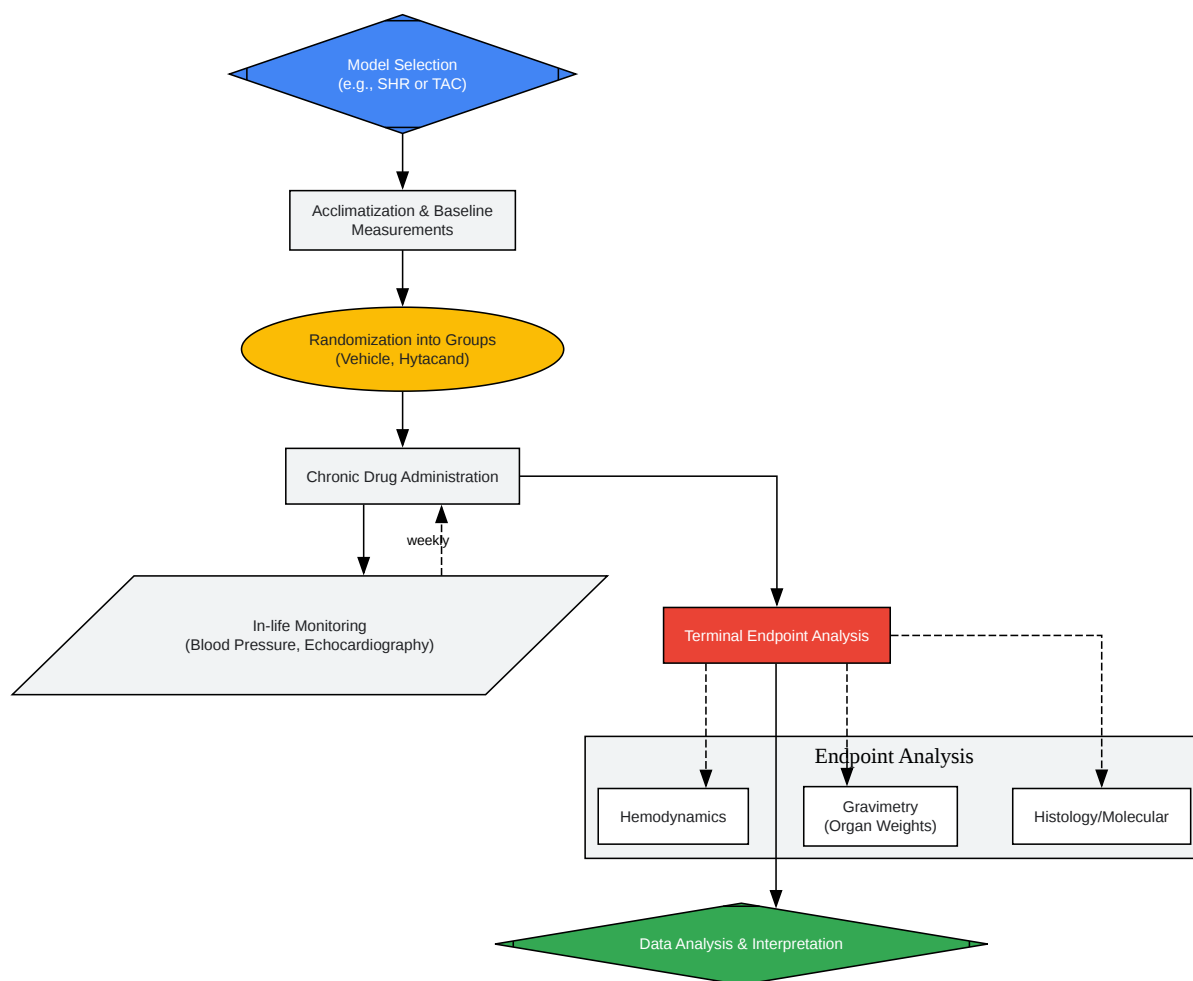 Model Selection
(e.g., SHR or TAC)
Acclimatization & Baseline
Measurements
Randomization into Groups
(Vehicle, Hytacand)
Chronic Drug Administration
weekly
In-life Monitoring
(Blood Pressure, Echocardiography)
Terminal Endpoint Analysis
Endpoint Analysis
Hemodynamics
Gravimetry
(Organ Weights)
Histology/Molecular
Data Analysis & Interpretation